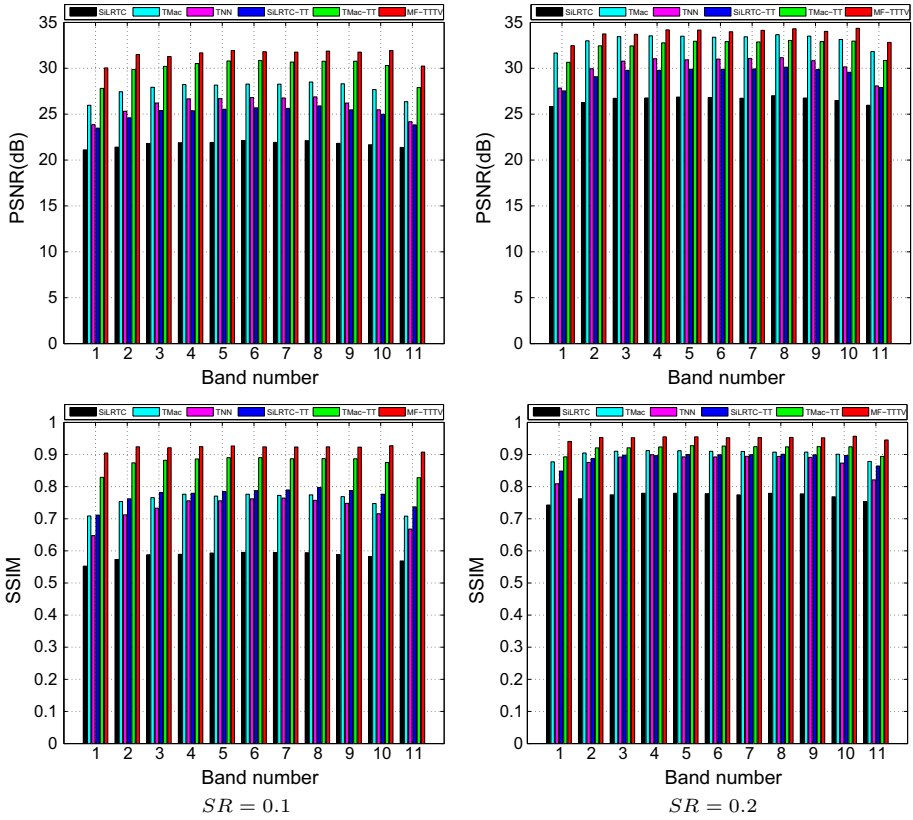 SiLRTC TMac TNN SiLRTC-TT TMac-TT MF-TTTV
35
30
25
20
15
10
5
0
PSNR(dB)
1 2 3 4 5 6 7 8 9 10 11
Band number
SiLRTC TMac TNN SiLRTC-TT TMac-TT MF-TTTV
35
30
25
20
15
10
5
0
PSNR(dB)
1 2 3 4 5 6 7 8 9 10 11
Band number
SiLRTC TMac TNN SiLRTC-TT TMac-TT MF-TTTV
1
0.9
0.8
0.7
0.6
0.5
0.4
0.3
0.2
0.1
0
SSIM
1 2 3 4 5 6 7 8 9 10 11
Band number
SR = 0.1
SiLRTC TMac TNN SiLRTC-TT TMac-TT MF-TTTV
1
0.9
0.8
0.7
0.6
0.5
0.4
0.3
0.2
0.1
0
SSIM
1 2 3 4 5 6 7 8 9 10 11
Band number
SR = 0.2